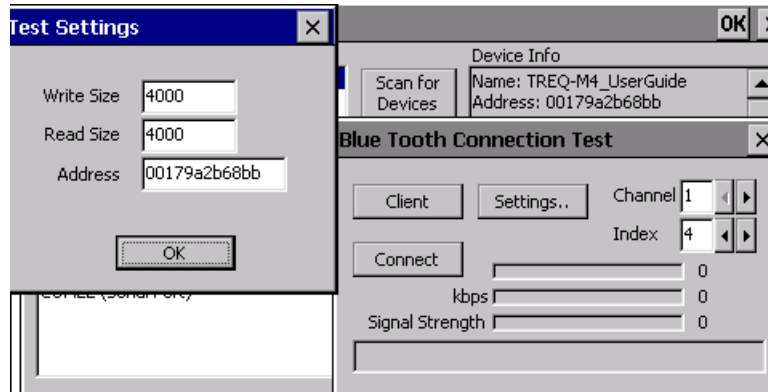 Test Settings
Write Size 4000
Read Size 4000
Address 00179a2b68bb
OK
OK
Device Info
Scan for
Devices
Name: TREQ-M4_UserGuide
Address: 00179a2b68bb
Blue Tooth Connection Test
Client
Settings..
Channel 1
Index 4
Connect
0
kbps 0
Signal Strength 0